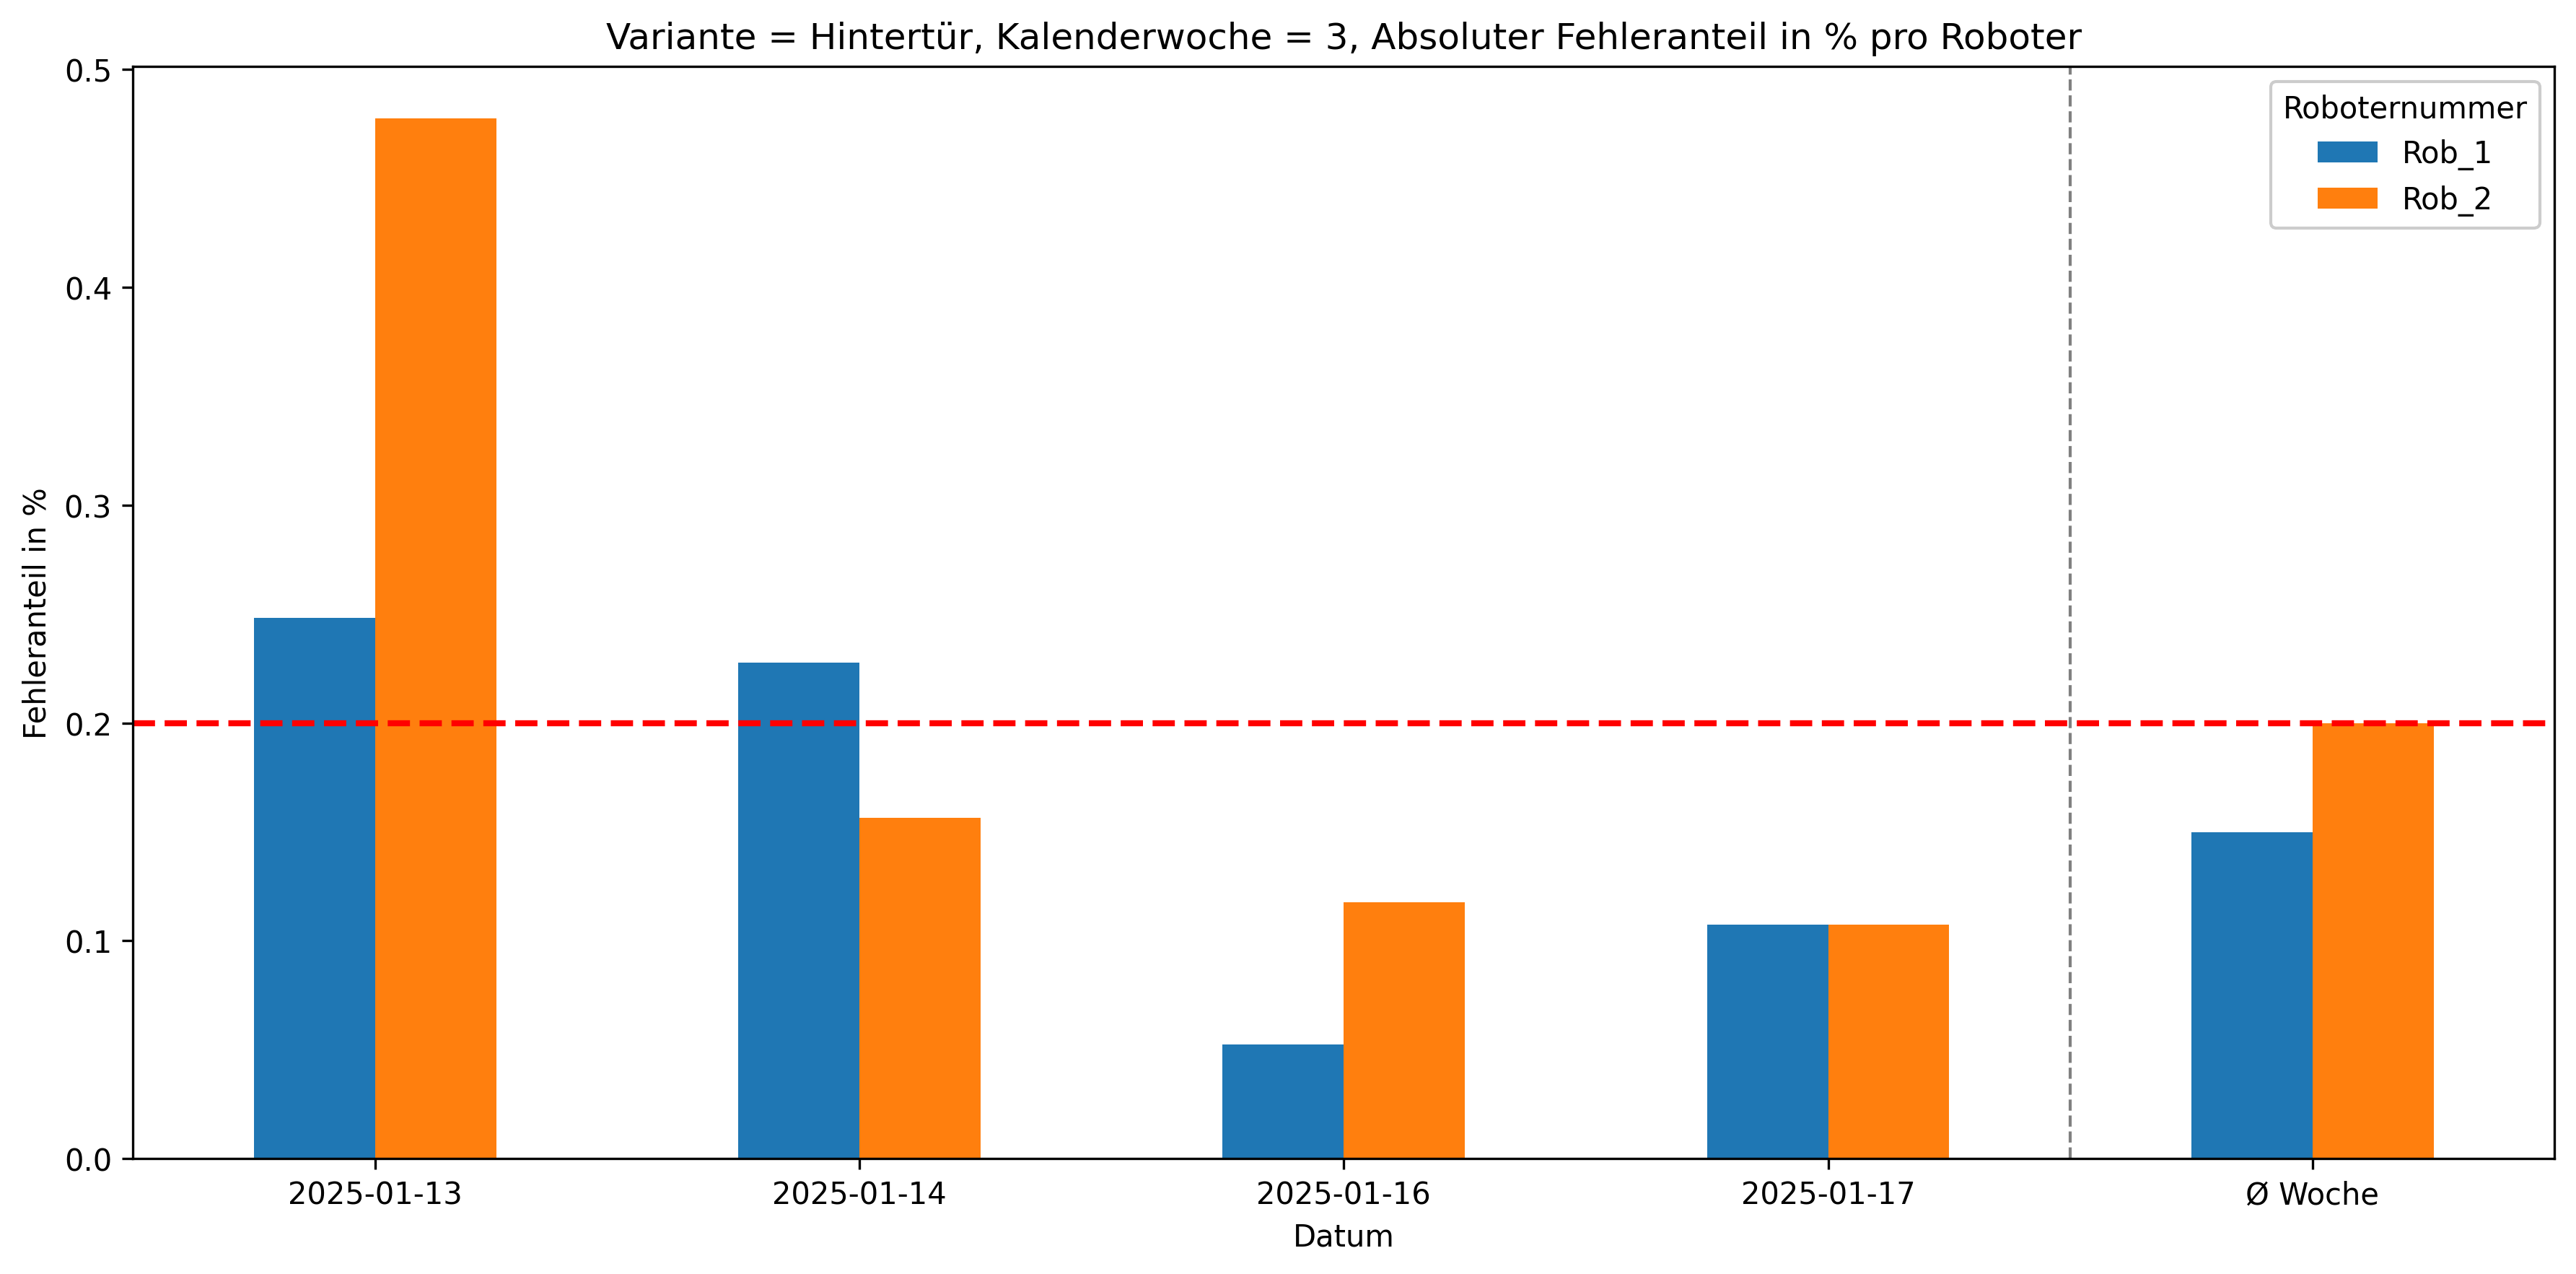 Variante = Hintertür, Kalenderwoche = 3, Absoluter Fehleranteil in % pro Roboter
Roboternummer
Rob_1
Rob_2
Fehleranteil in %
0.5
0.4
0.3
0.2
0.1
0.0
2025-01-13
2025-01-14
2025-01-16
2025-01-17
Ø Woche
Datum